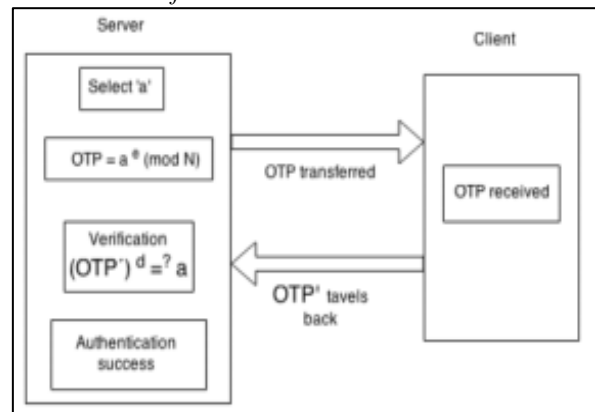 Server
Client
Select 'a'
OTP = a e (mod N)
OTP transferred
OTP received
Verification
(OTP') d =? a
OTP' tavels
back
Authentication
success